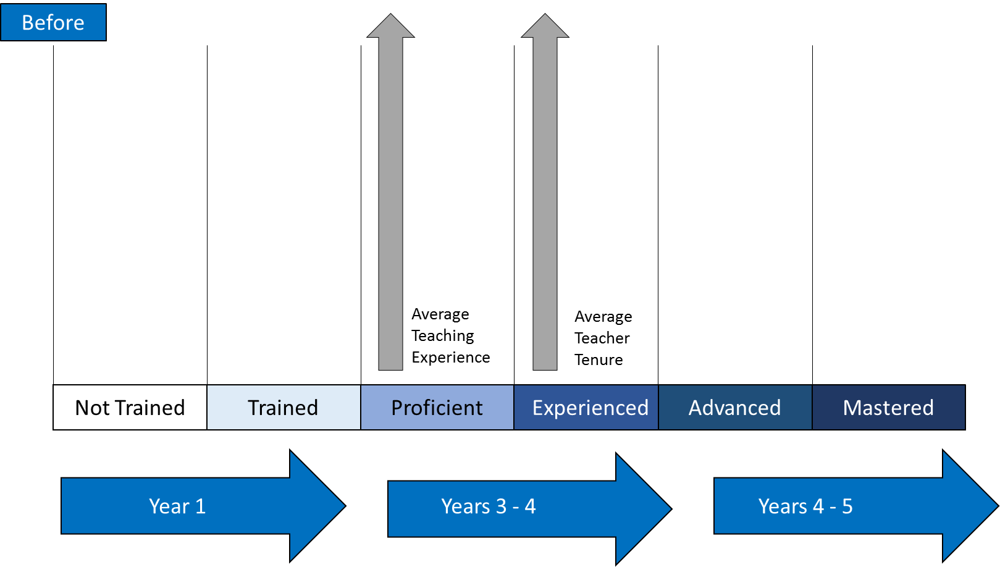 Before
Average
Teaching
Experience
Average
Teacher
Tenure
Not Trained
Trained
Proficient
Experienced
Advanced
Mastered
Year 1
Years 3 - 4
Years 4 - 5